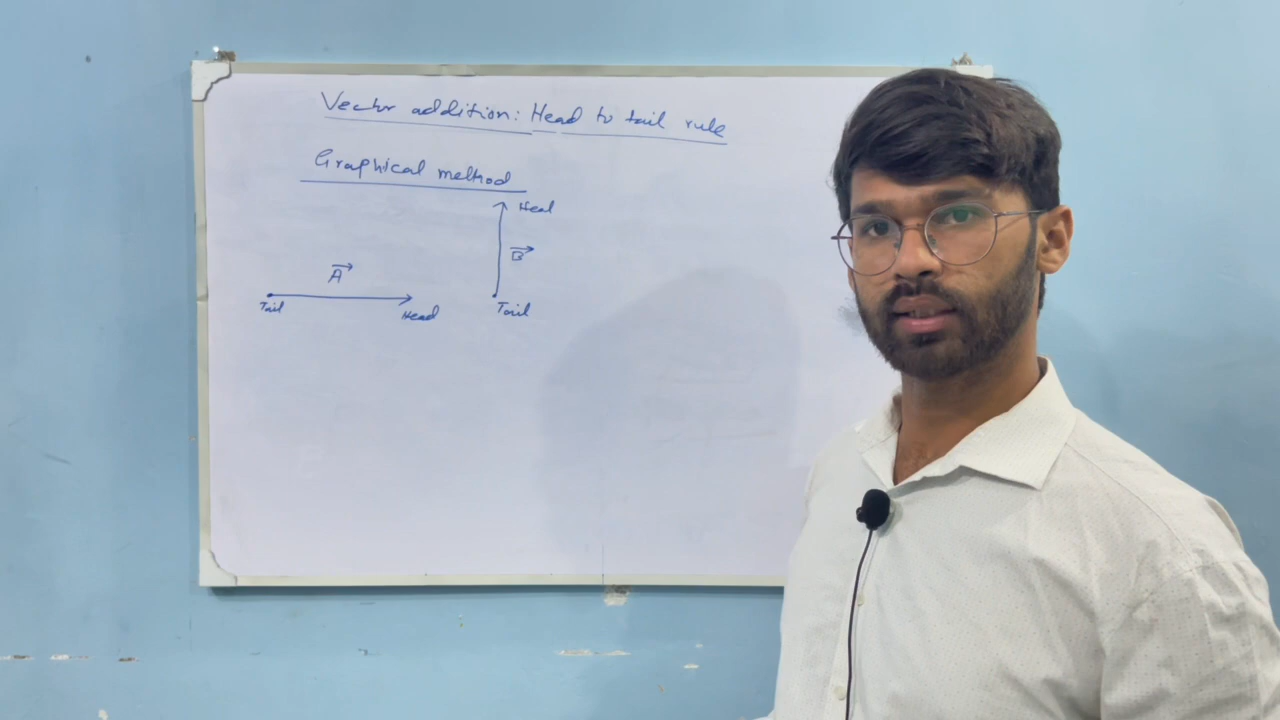 Vector addition: Head to tail rule
Graphical method
Head
B
A
Tail
Head
Tail